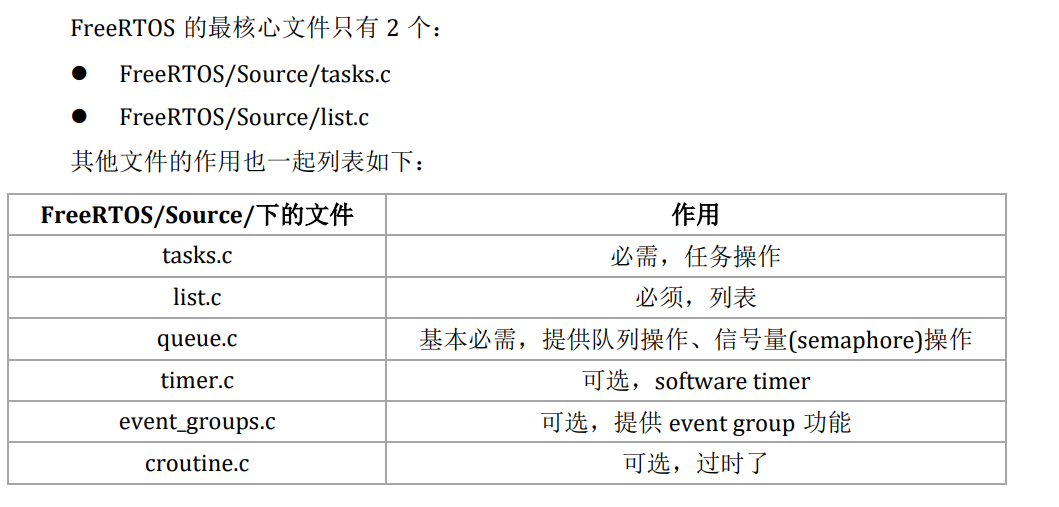 FreeRTOS 的最核心文件只有 2 个：
● FreeRTOS/Source/tasks.c
● FreeRTOS/Source/list.c
其他文件的作用也一起列表如下：
FreeRTOS/Source/下的文件 作用
tasks.c 必需，任务操作
list.c 必须，列表
queue.c 基本必需，提供队列操作、信号量(semaphore)操作
timer.c 可选，software timer
event_groups.c 可选，提供 event group 功能
croutine.c 可选，过时了